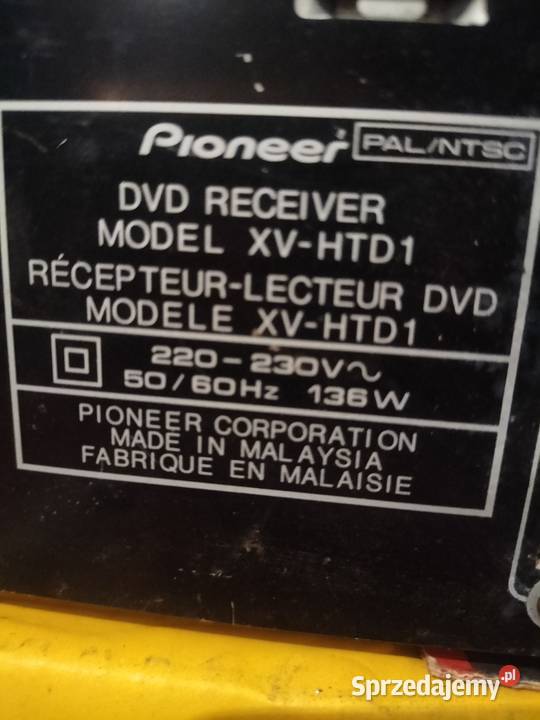 Pioneer PAL/NTSC
DVD RECEIVER
MODEL XV-HTD1
RÉCEPTEUR-LECTEUR DVD
MODELE XV-HTD1
220-230V~
50/60Hz 136W
PIONEER CORPORATION
MADE IN MALAYSIA
FABRIQUE EN MALAISIE
Sprzedajemy.pl